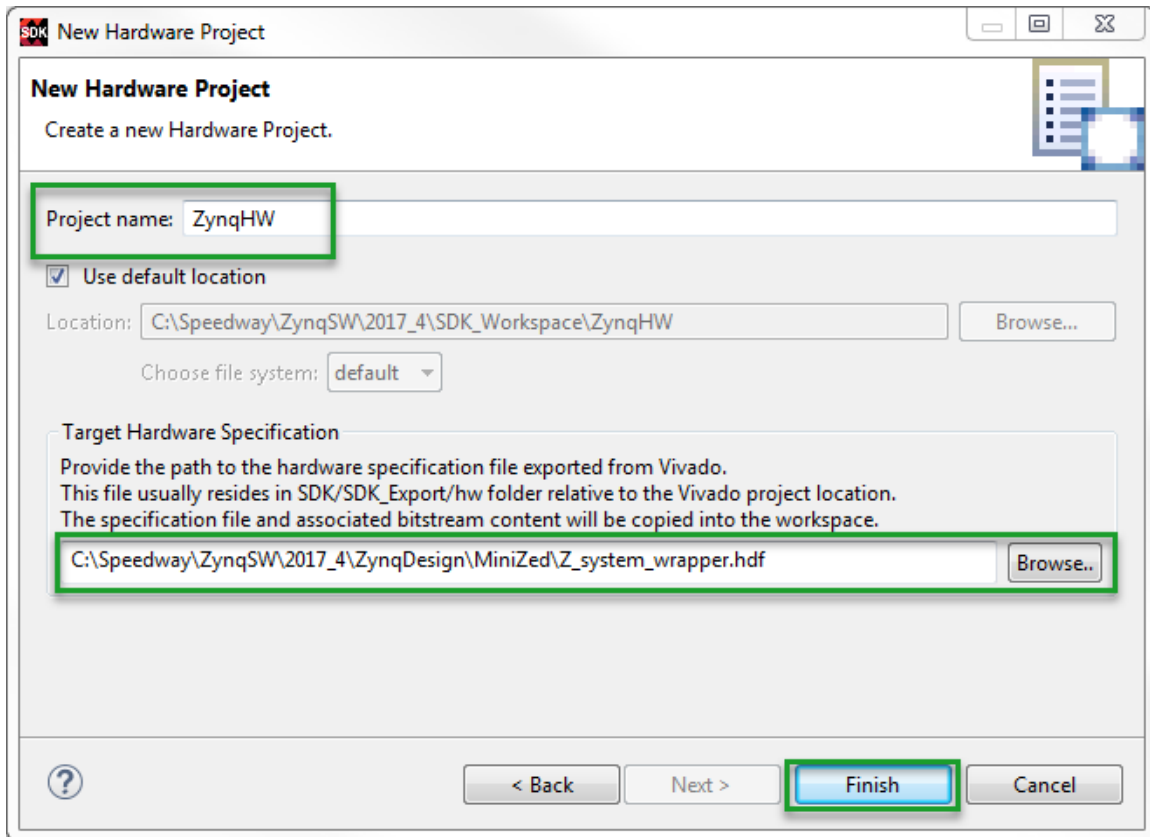 SDK New Hardware Project
New Hardware Project
Create a new Hardware Project.
Project name: ZynqHW
Use default location
Location: C:\Speedway\ZynqSW\2017_4\SDK_Workspace\ZynqHW Browse...
Choose file system: default
Target Hardware Specification
Provide the path to the hardware specification file exported from Vivado.
This file usually resides in SDK/SDK_Export/hw folder relative to the Vivado project location.
The specification file and associated bitstream content will be copied into the workspace.
C:\Speedway\ZynqSW\2017_4\ZynqDesign\MiniZed\Z_system_wrapper.hdf Browse..
? < Back Next > Finish Cancel